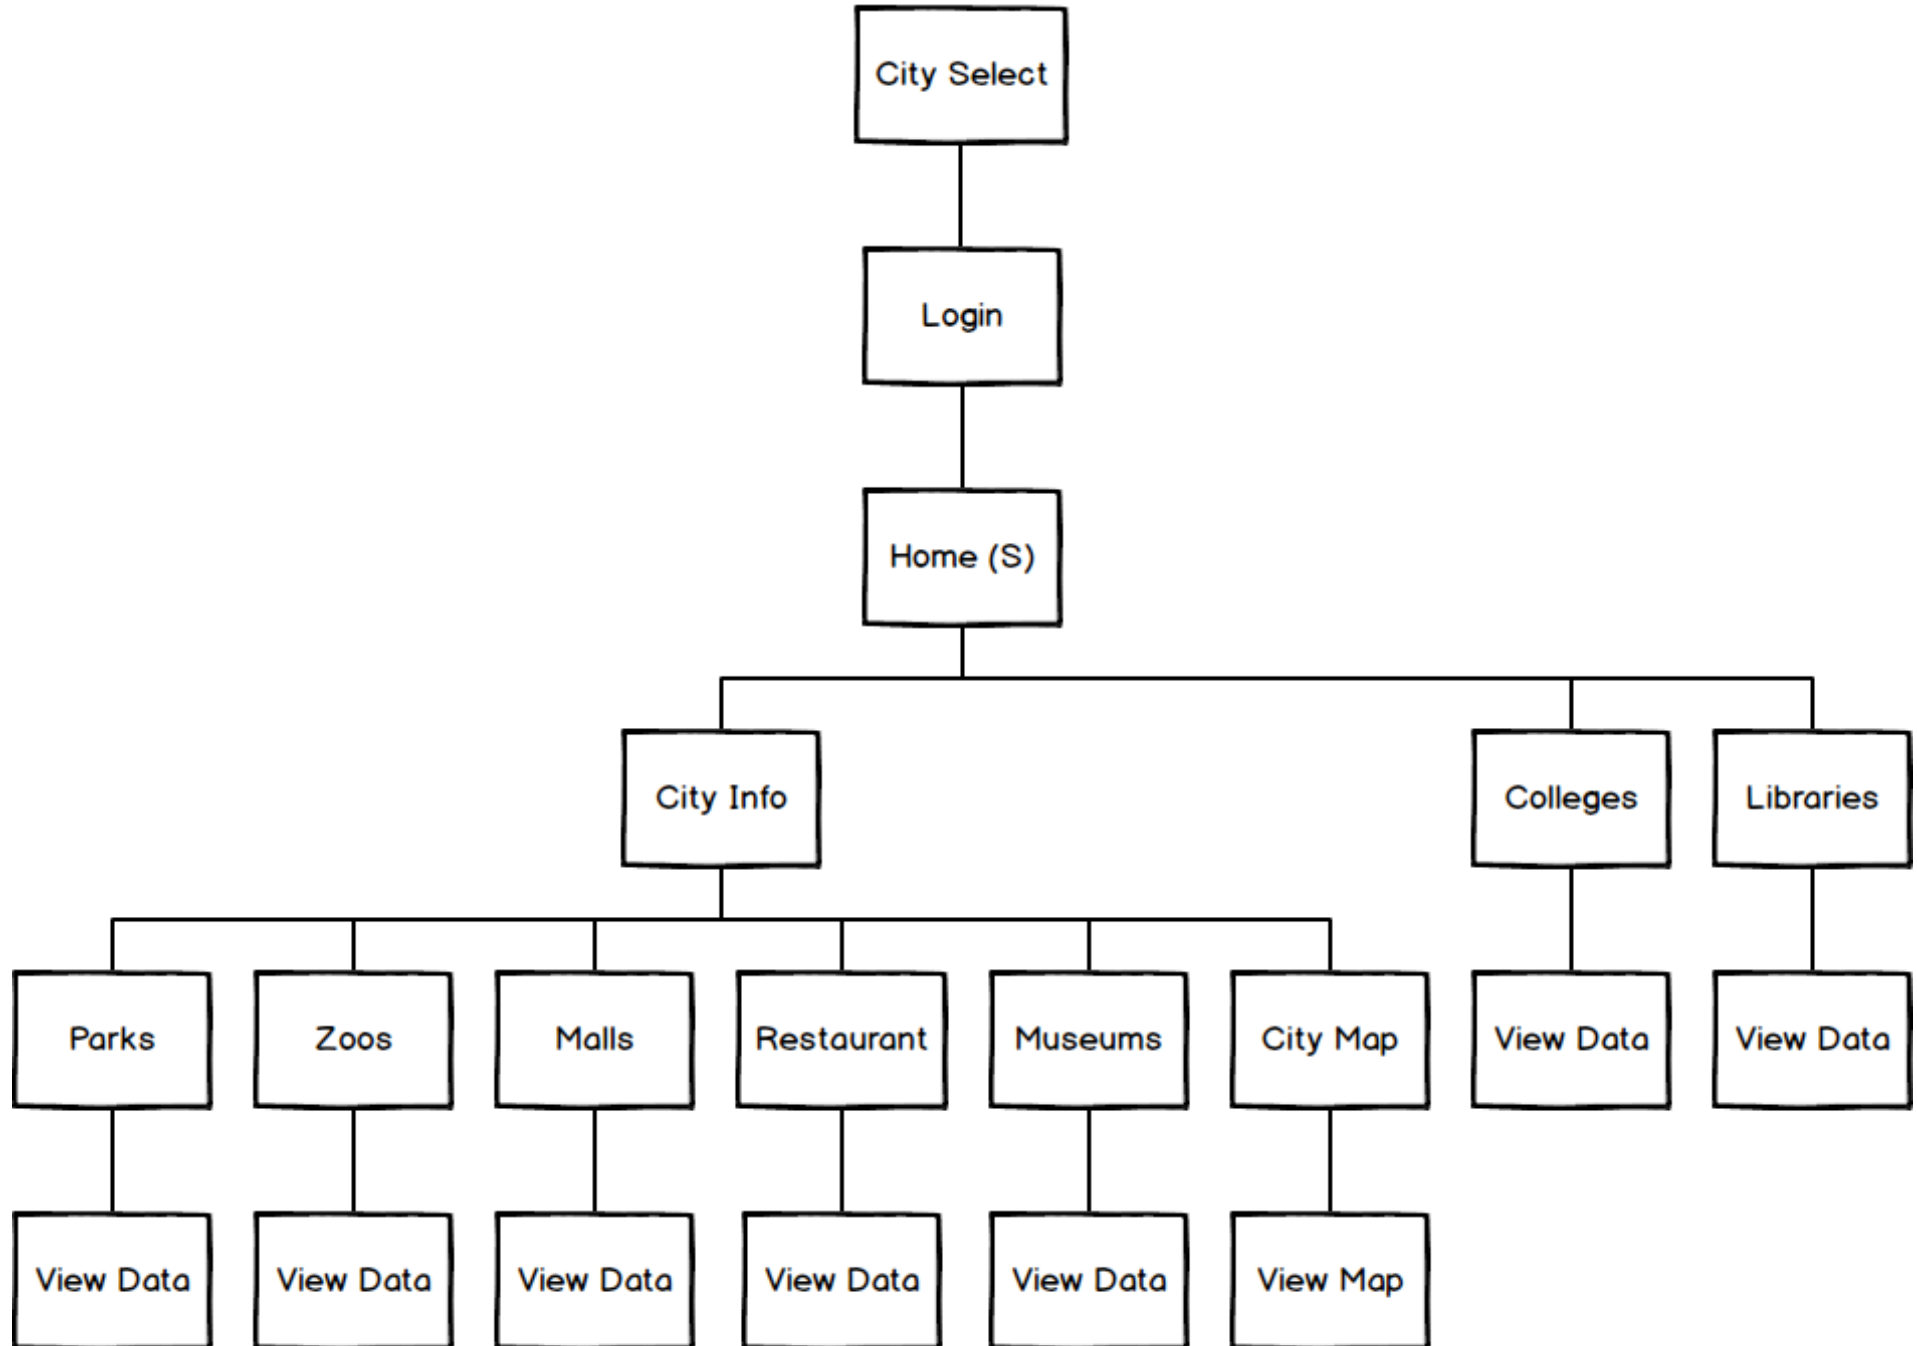 City Select
Login
Home (S)
City Info
Colleges
Libraries
Parks
Zoos
Malls
Restaurant
Museums
City Map
View Data
View Data
View Data
View Data
View Data
View Data
View Data
View Map